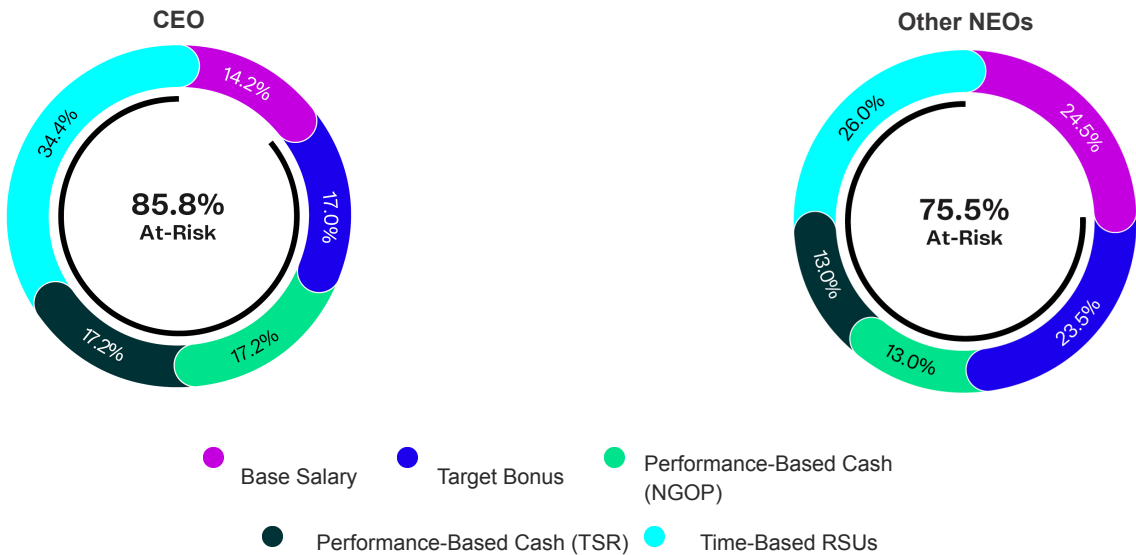 CEO
14.2%
17.0%
17.2%
17.2%
34.4%
85.8%
At-Risk
Other NEOs
24.5%
23.5%
13.0%
13.0%
26.0%
75.5%
At-Risk
Base Salary
Target Bonus
Performance-Based Cash
(NGOP)
Performance-Based Cash (TSR)
Time-Based RSUs